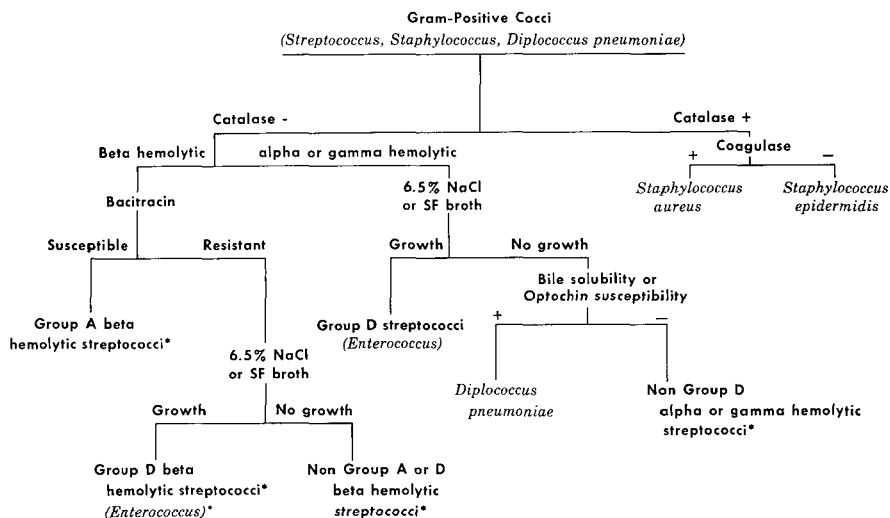 Gram-Positive Cocci
(Streptococcus, Staphylococcus, Diplococcus pneumoniae)
Catalase -
Catalase +
Coagulase
+
−
Staphylococcus
aureus
Staphylococcus
epidermidis
Beta hemolytic
alpha or gamma hemolytic
Bacitracin
6.5% NaCl
or SF broth
Susceptible
Resistant
Growth
No growth
Group A beta
hemolytic streptococci*
Group D streptococci
(Enterococcus)
Bile solubility or
Optochin susceptibility
+
−
6.5% NaCl
or SF broth
Diplococcus
pneumoniae
Non Group D
alpha or gamma hemolytic
streptococci*
Growth
No growth
Group D beta
hemolytic streptococci*
(Enterococcus)*
Non Group A or D
beta hemolytic
streptococci*